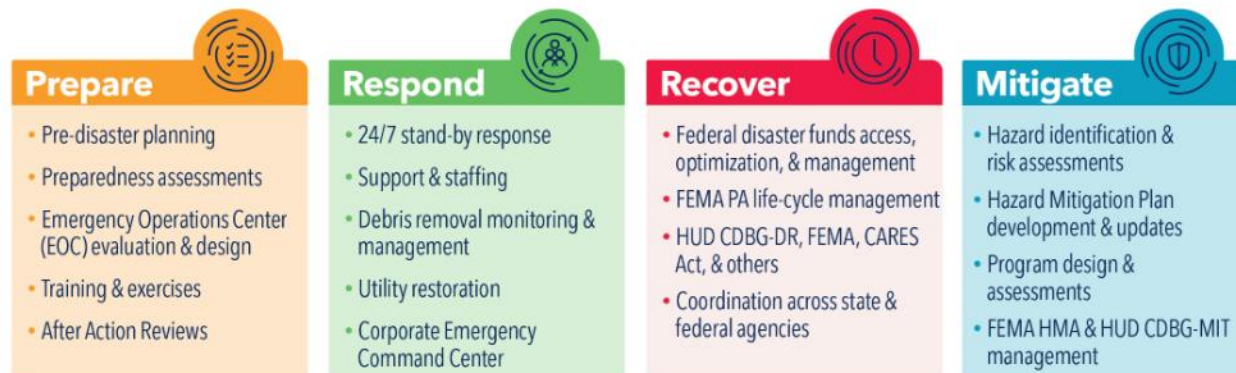 Prepare
• Pre-disaster planning
• Preparedness assessments
• Emergency Operations Center
(EOC) evaluation & design
• Training & exercises
• After Action Reviews
Respond
• 24/7 stand-by response
• Support & staffing
• Debris removal monitoring &
management
• Utility restoration
• Corporate Emergency
Command Center
Recover
• Federal disaster funds access,
optimization, & management
• FEMA PA life-cycle management
• HUD CDBG-DR, FEMA, CARES
Act, & others
• Coordination across state &
federal agencies
Mitigate
• Hazard identification &
risk assessments
• Hazard Mitigation Plan
development & updates
• Program design &
assessments
• FEMA HMA & HUD CDBG-MIT
management